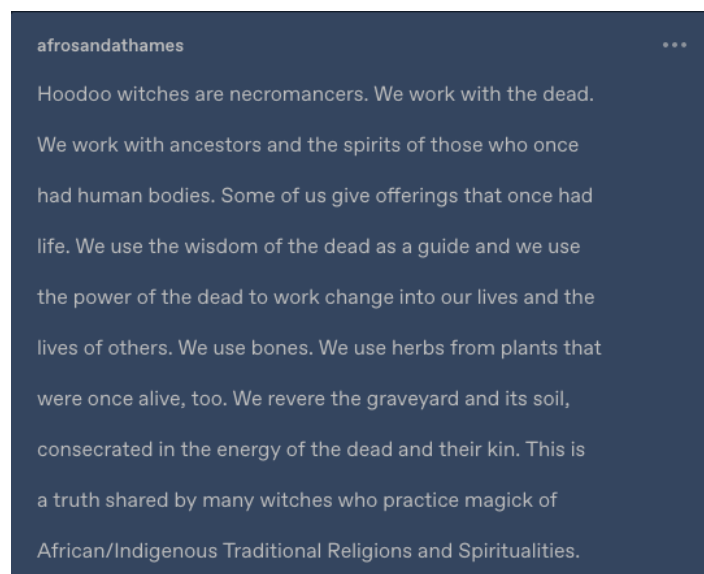 afrosandathames
Hoodoo witches are necromancers. We work with the dead.
We work with ancestors and the spirits of those who once
had human bodies. Some of us give offerings that once had
life. We use the wisdom of the dead as a guide and we use
the power of the dead to work change into our lives and the
lives of others. We use bones. We use herbs from plants that
were once alive, too. We revere the graveyard and its soil,
consecrated in the energy of the dead and their kin. This is
a truth shared by many witches who practice magick of
African/Indigenous Traditional Religions and Spiritualities.